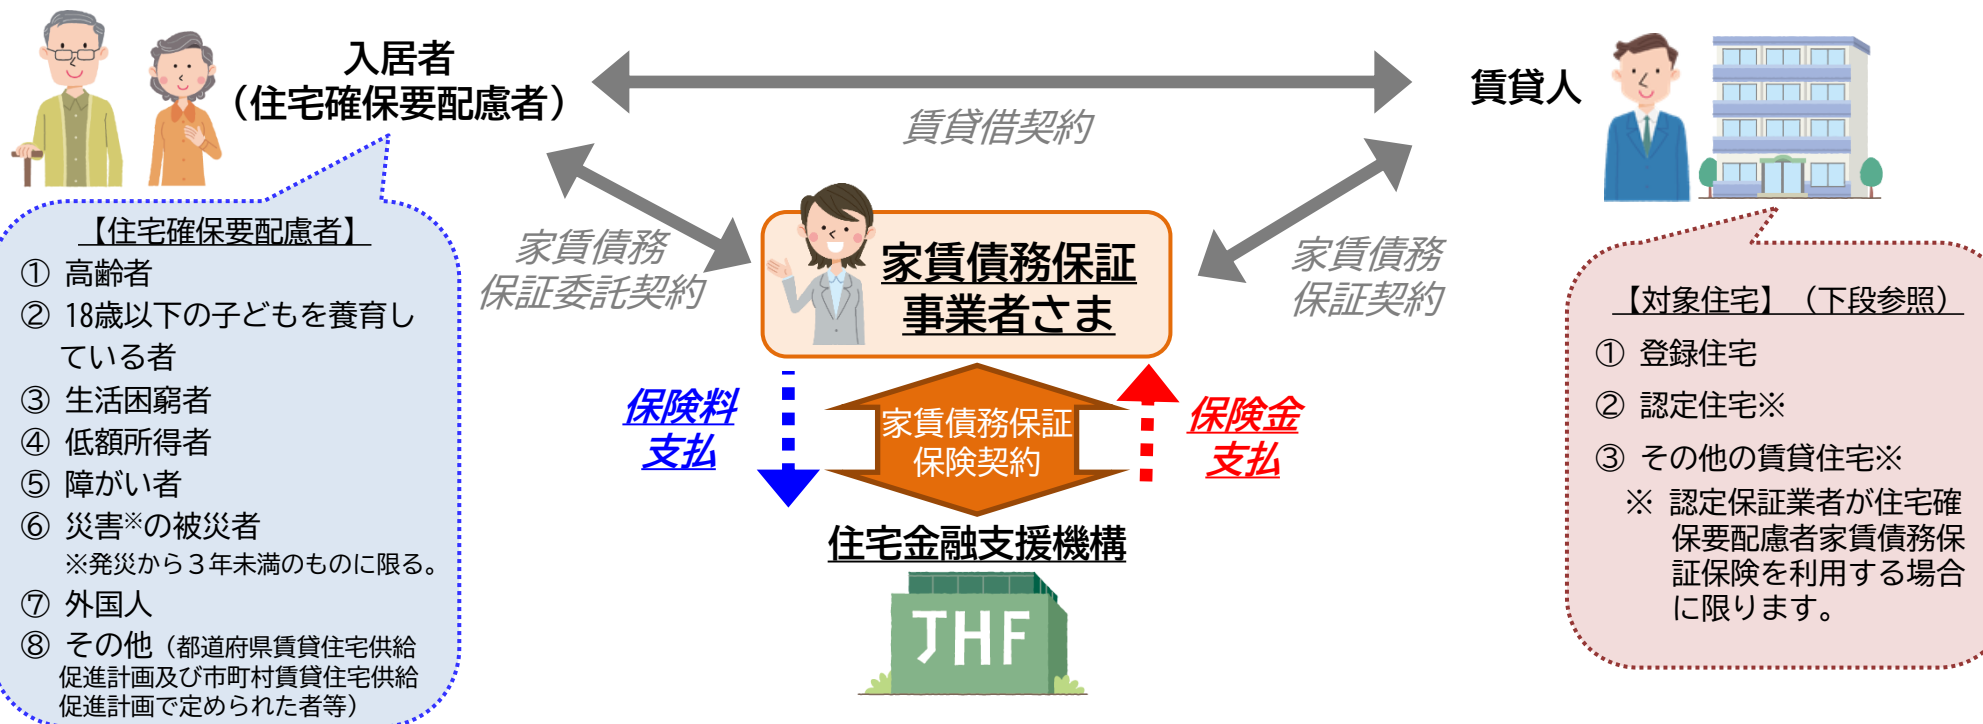 入居者
（住宅確保要配慮者）
賃貸借契約
賃貸人
【住宅確保要配慮者】
① 高齢者
② 18歳以下の子どもを養育し
ている者
③ 生活困窮者
④ 低額所得者
⑤ 障がい者
⑥ 災害※の被災者
※発災から３年未満のものに限る。
⑦ 外国人
⑧ その他（都道府県賃貸住宅供給
促進計画及び市町村賃貸住宅供給
促進計画で定められた者等）
家賃債務
保証委託契約
家賃債務保証
事業者さま
家賃債務
保証契約
保険料
支払
家賃債務保証
保険契約
保険金
支払
住宅金融支援機構
JHF
【対象住宅】（下段参照）
① 登録住宅
② 認定住宅※
③ その他の賃貸住宅※
※ 認定保証業者が住宅確
保要配慮者家賃債務保
証保険を利用する場合
に限ります。